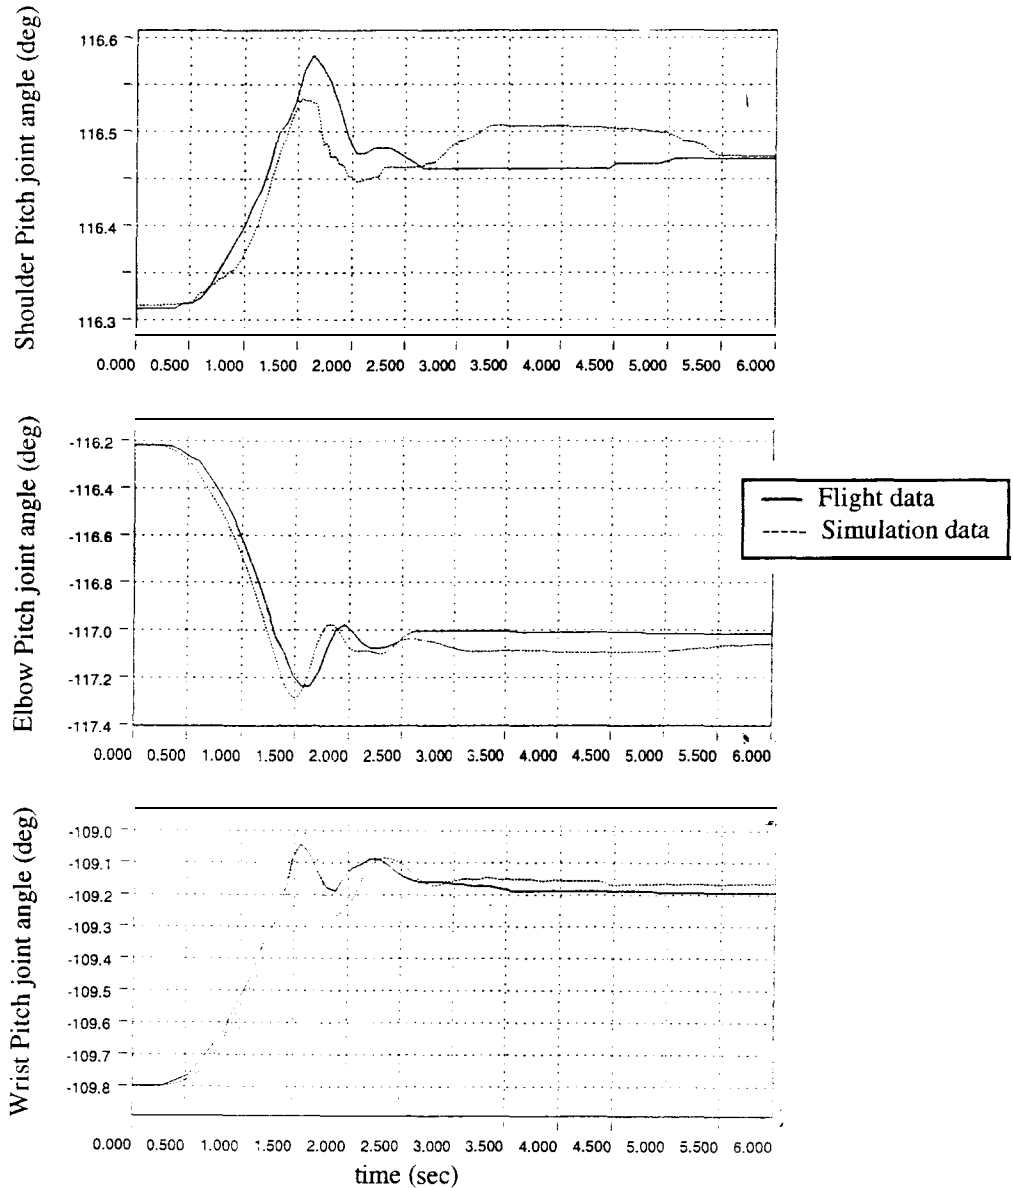 Shoulder Pitch joint angle (deg)
116.6
116.5
116.4
116.3
0.000 0.500 1.000 1.500 2.000 2.500 3.000 3.500 4.000 4.500 5.000 5.500 6.000
Elbow Pitch joint angle (deg)
-116.2
-116.4
-116.6
-116.8
-117.0
-117.2
-117.4
0.000 0.500 1.000 1.500 2.000 2.500 3.000 3.500 4.000 4.500 5.000 5.500 6.000
Flight data
Simulation data
Wrist Pitch joint angle (deg)
-109.0
-109.1
-109.2
-109.3
-109.4
-109.5
-109.6
-109.7
-109.8
0.000 0.500 1.000 1.500 2.000 2.500 3.000 3.500 4.000 4.500 5.000 5.500 6.000
time (sec)